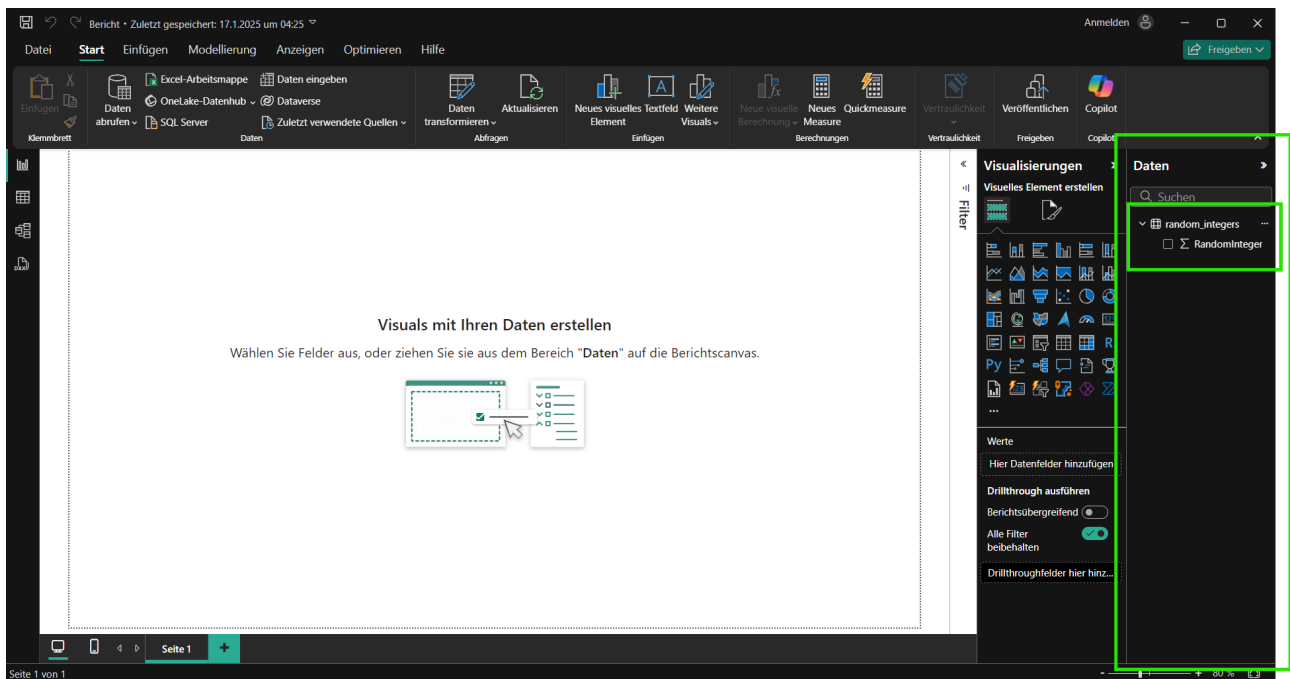 Bericht • Zuletzt gespeichert: 17.1.2025 um 04:25
Anmelden
Datei Start Einfügen Modellierung Anzeigen Optimieren Hilfe
Freigeben
Einfügen
Klemmbrett
Daten abrufen
Excel-Arbeitsmappe
OneLake-Datenhub
SQL Server
Daten eingeben
Dataverse
Zuletzt verwendete Quellen
Daten
Daten
transformieren
Aktualisieren
Abfragen
Neues visuelles
Element
Textfeld
Weitere
Visuals
Einfügen
Neue visuelle
Berechnung
Neues
Measure
Quickmeasure
Berechnungen
Vertraulichkeit
Vertraulichkeit
Veröffentlichen
Freigeben
Copilot
Copilot
DAX
Filter
Visuals mit Ihren Daten erstellen
Wählen Sie Felder aus, oder ziehen Sie sie aus dem Bereich "Daten" auf die Berichtscanvas.
Visualisierungen
Visuelles Element erstellen
123
R
Py
Werte
Hier Datenfelder hinzufügen
Drillthrough ausführen
Berichtsübergreifend
Alle Filter
beibehalten
Drillthroughfelder hier hinz...
Daten
Suchen
random_integers
RandomInteger
Seite 1
Seite 1 von 1
80 %